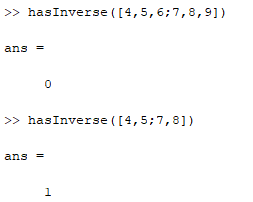 >> hasInverse([4,5,6;7,8,9])
ans =
0
>> hasInverse([4,5;7,8])
ans =
1